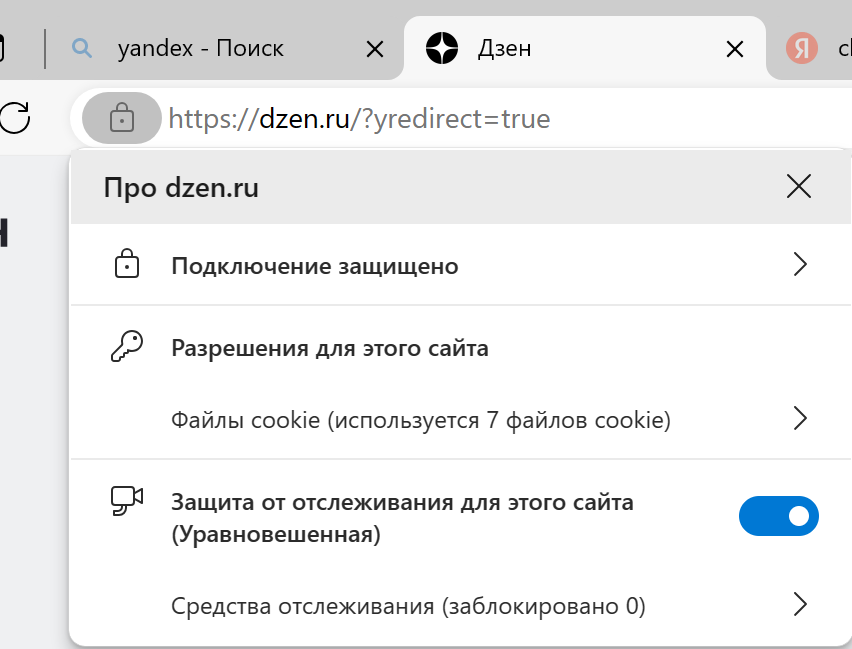 yandex - Поиск
Дзен
https://dzen.ru/?yredirect=true
Про dzen.ru
Подключение защищено
Разрешения для этого сайта
Файлы cookie (используется 7 файлов cookie)
Защита от отслеживания для этого сайта
(Уравновешенная)
Средства отслеживания (заблокировано 0)